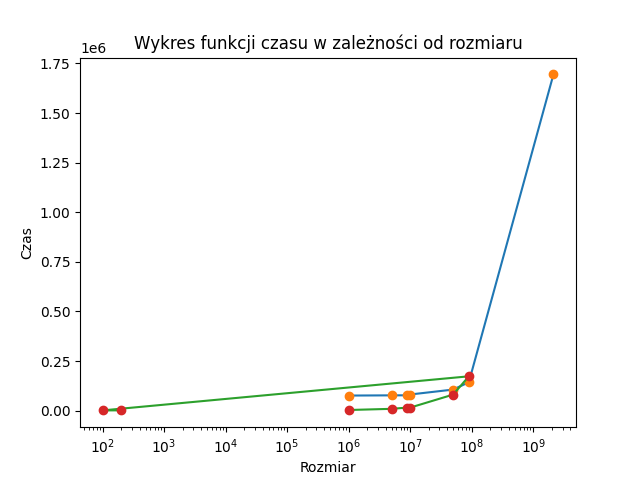 Wykres funkcji czasu w zależności od rozmiaru
1e6
1.75
1.50
1.25
1.00
0.75
0.50
0.25
0.00
Czas
10² 10³ 10⁴ 10⁵ 10⁶ 10⁷ 10⁸ 10⁹
Rozmiar